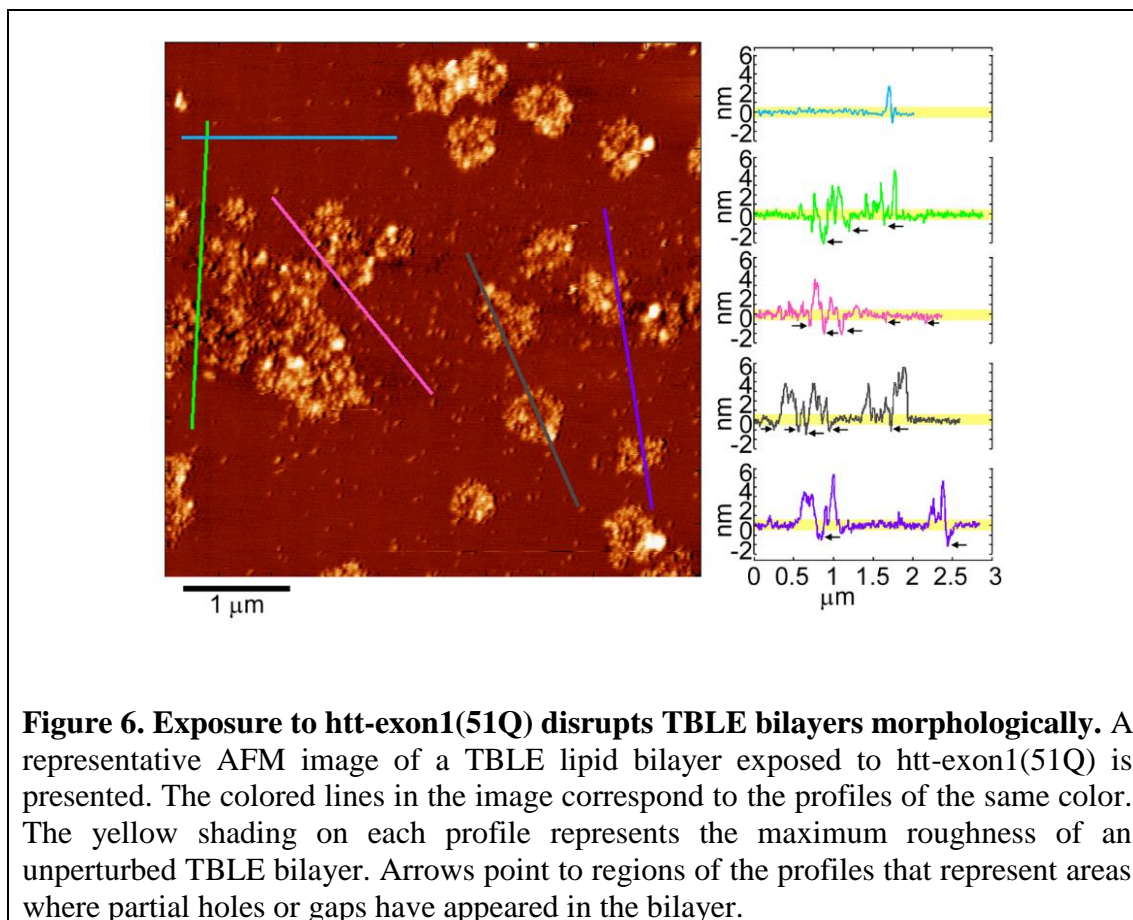 6
4
2
0
-2
nm
6
4
2
0
-2
nm
6
4
2
0
-2
nm
6
4
2
0
-2
nm
6
4
2
0
-2
nm
0 0.5 1 1.5 2 2.5 3
μm
1 μm
Figure 6. Exposure to htt-exon1(51Q) disrupts TBLE bilayers morphologically. A
representative AFM image of a TBLE lipid bilayer exposed to htt-exon1(51Q) is
presented. The colored lines in the image correspond to the profiles of the same color.
The yellow shading on each profile represents the maximum roughness of an
unperturbed TBLE bilayer. Arrows point to regions of the profiles that represent areas
where partial holes or gaps have appeared in the bilayer.